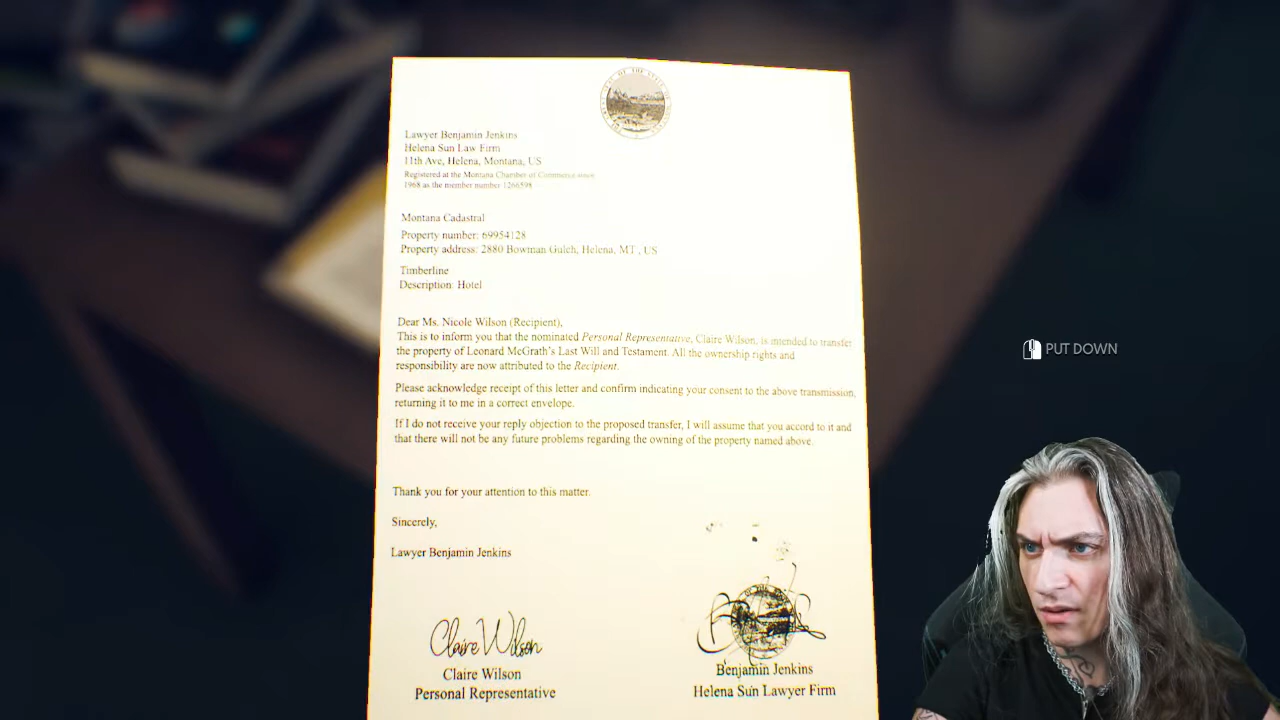 Lawyer Benjamin Jenkins
Helena Sun Law Firm
11th Ave, Helena, Montana, US
Registered at the Montana Chamber of Commerce since
1968 as the member number 1266598
Montana Cadastral
Property number: 69954128
Property address: 2880 Bowman Gulch, Helena, MT , US
Timberline
Description: Hotel
Dear Ms. Nicole Wilson (Recipient),
This is to inform you that the nominated Personal Representative, Claire Wilson, is intended to transfer
the property of Leonard McGrath's Last Will and Testament. All the ownership rights and
responsibility are now attributed to the Recipient.
Please acknowledge receipt of this letter and confirm indicating your consent to the above transmission,
returning it to me in a correct envelope.
If I do not receive your reply objection to the proposed transfer, I will assume that you accord to it and
that there will not be any future problems regarding the owning of the property named above.
Thank you for your attention to this matter.
Sincerely,
Lawyer Benjamin Jenkins
Claire Wilson
Claire Wilson
Personal Representative
Benjamin Jenkins
Helena Sun Lawyer Firm
PUT DOWN